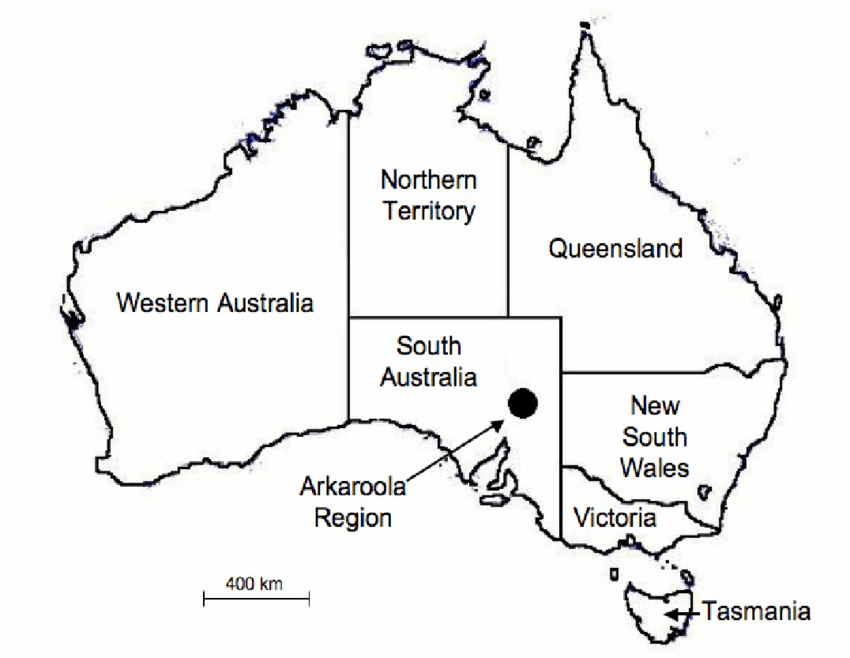 Northern
Territory
Queensland
Western Australia
South
Australia
New
South
Wales
Arkaroola
Region
Victoria
400 km
Tasmania